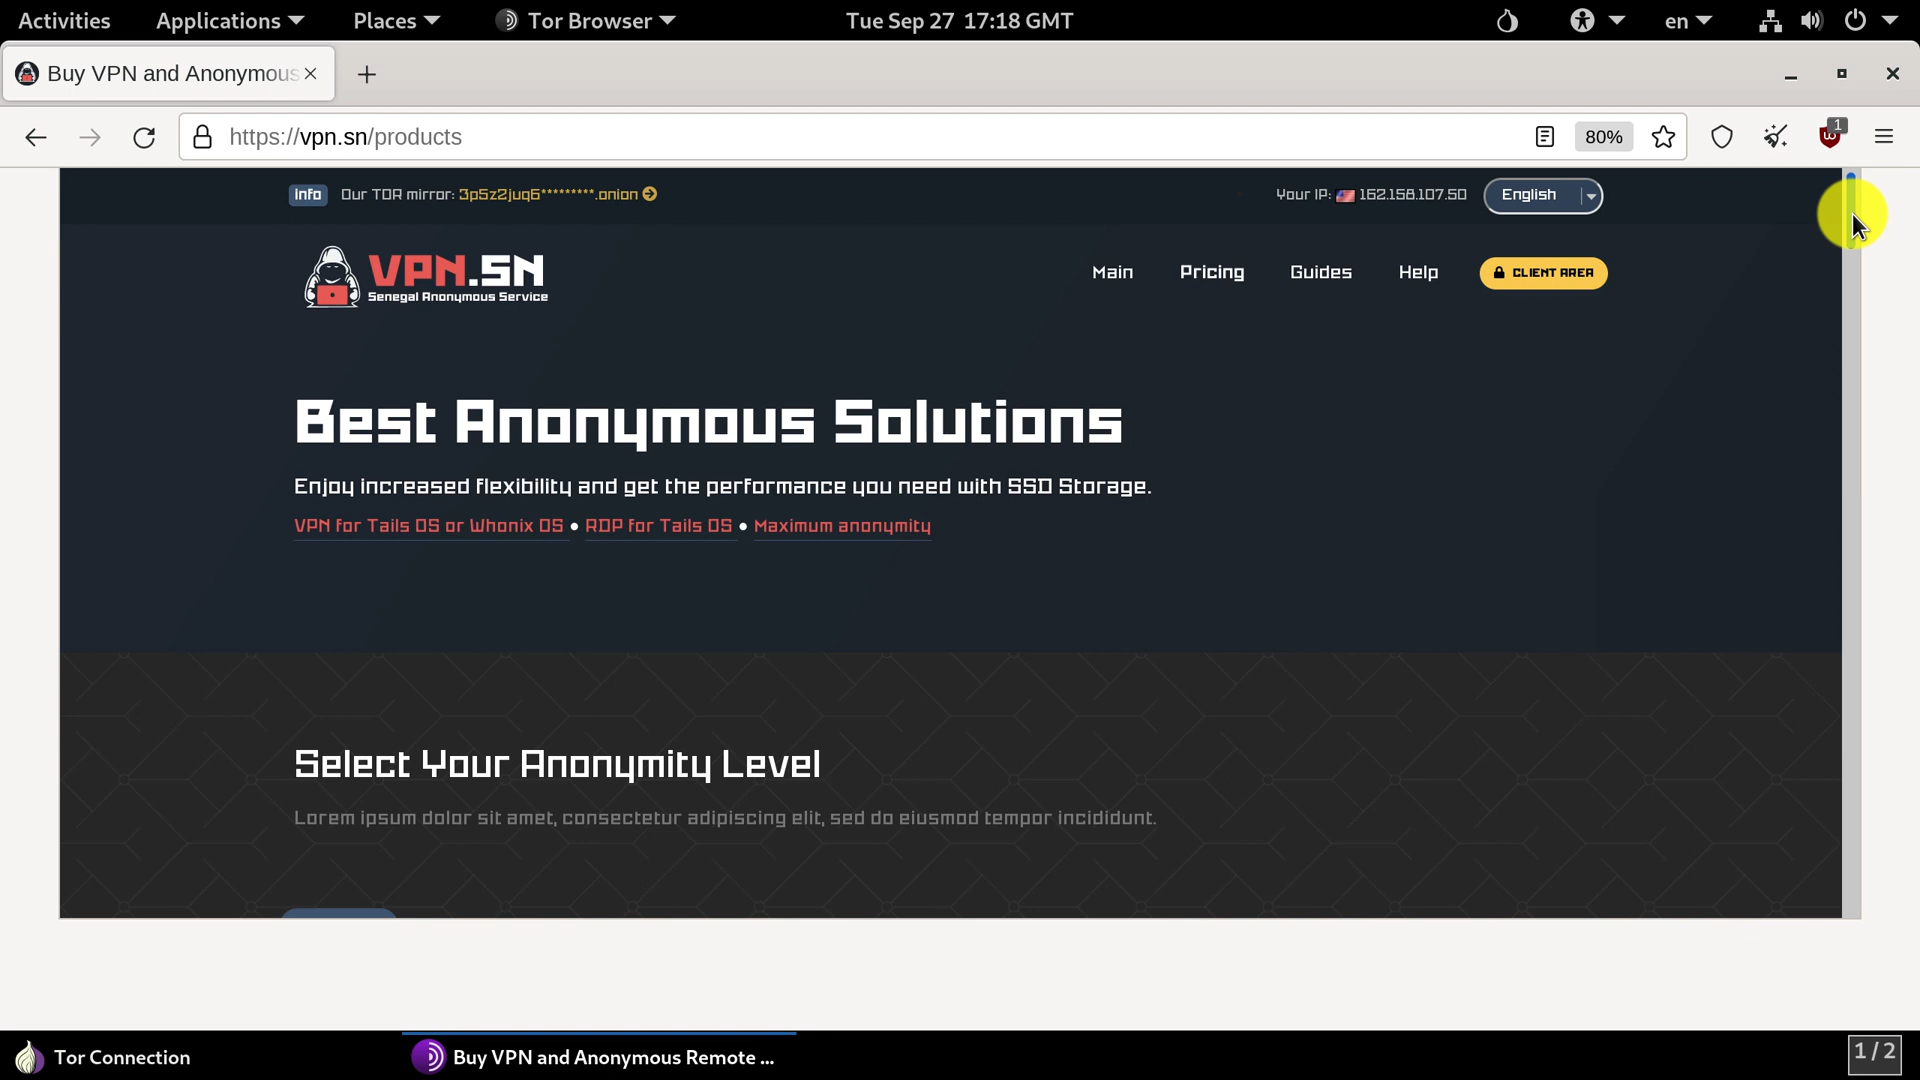 Activities Applications Places Tor Browser Tue Sep 27 17:18 GMT en
Buy VPN and Anonymous
https://vpn.sn/products 80% 1
info Our TOR mirror: 3p5z2juq6*********.onion Your IP: 162.158.107.50 English
VPN.SN
Senegal Anonymous Service
Main Pricing Guides Help CLIENT AREA
Best Anonymous Solutions
Enjoy increased flexibility and get the performance you need with SSD Storage.
VPN for Tails OS or Whonix OS • RDP for Tails OS • Maximum anonymity
Select Your Anonymity Level
Lorem ipsum dolor sit amet, consectetur adipiscing elit, sed do eiusmod tempor incididunt.
Tor Connection Buy VPN and Anonymous Remote ... 1/2